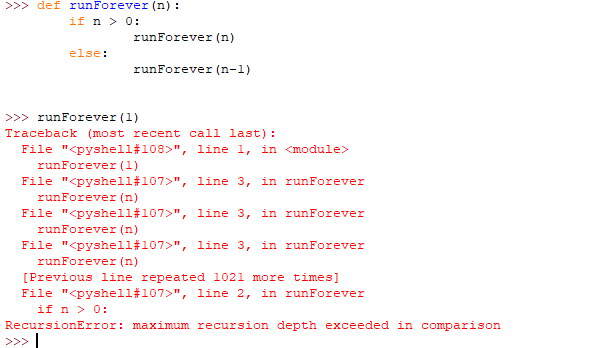 >>> def runForever(n):
        if n > 0:
                runForever(n)
        else:
                runForever(n-1)
>>> runForever(1)
Traceback (most recent call last):
  File "<pyshell#108>", line 1, in <module>
    runForever(1)
  File "<pyshell#107>", line 3, in runForever
    runForever(n)
  File "<pyshell#107>", line 3, in runForever
    runForever(n)
  File "<pyshell#107>", line 3, in runForever
    runForever(n)
  [Previous line repeated 1021 more times]
  File "<pyshell#107>", line 2, in runForever
    if n > 0:
RecursionError: maximum recursion depth exceeded in comparison
>>>